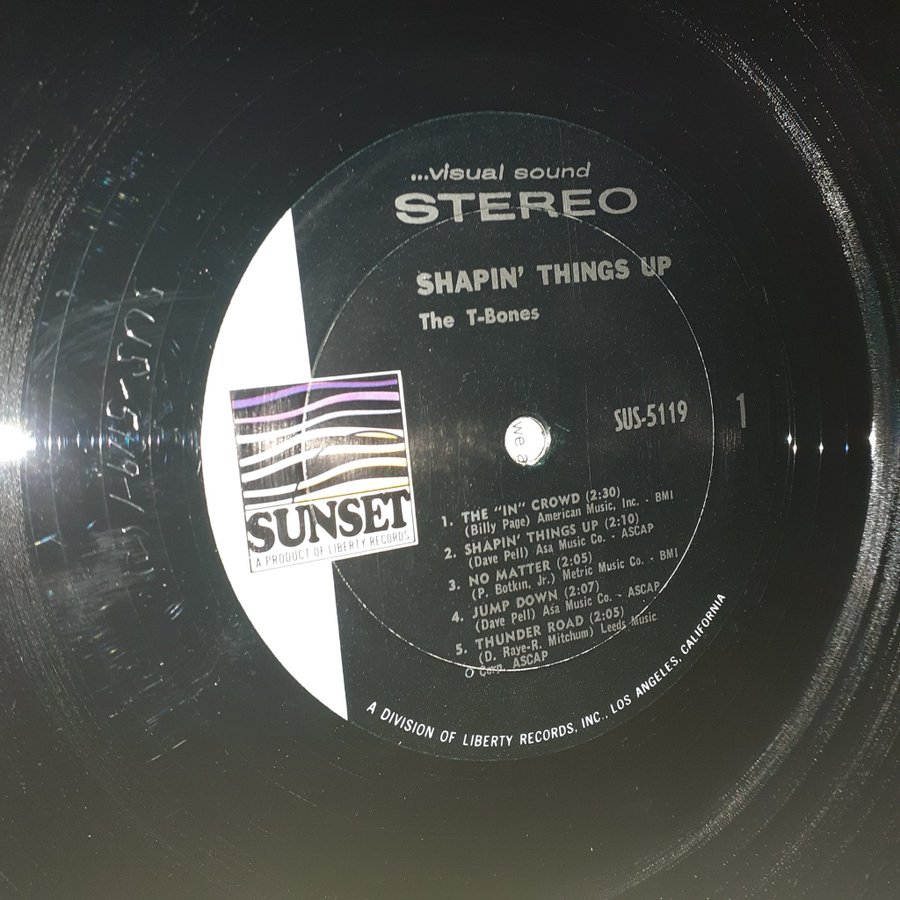 ...visual sound
STEREO
SHAPIN' THINGS UP
The T-Bones
SUS-5119
1
SUNSET
A PRODUCT OF LIBERTY RECORDS
1. THE "IN" CROWD (2:30)
(Billy Page) American Music, Inc. - BMI
2. SHAPIN' THINGS UP (2:10)
(Dave Pell) Asa Music Co. - ASCAP
3. NO MATTER (2:05)
(P. Botkin, Jr.) Metric Music Co. - BMI
4. JUMP DOWN (2:07)
(Dave Pell) Asa Music Co. - ASCAP
5. THUNDER ROAD (2:05)
(D. Raye-R. Mitchum) Leeds Music
Corp. ASCAP
A DIVISION OF LIBERTY RECORDS, INC., LOS ANGELES, CALIFORNIA